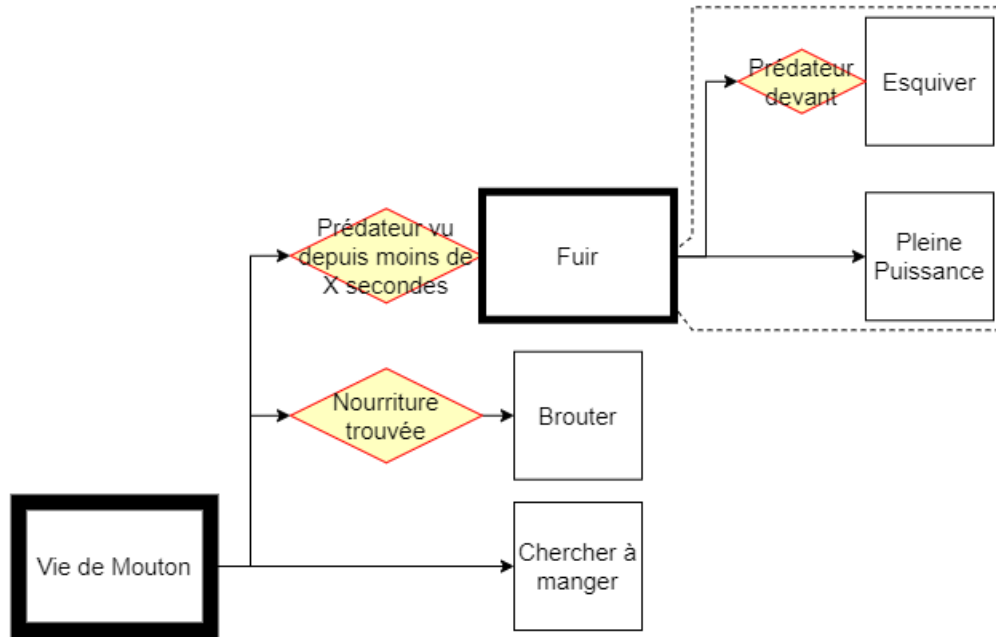 Prédateur
devant
Esquiver
Prédateur vu
depuis moins de
X secondes
Fuir
Pleine
Puissance
Nourriture
trouvée
Brouter
Vie de Mouton
Chercher à
manger